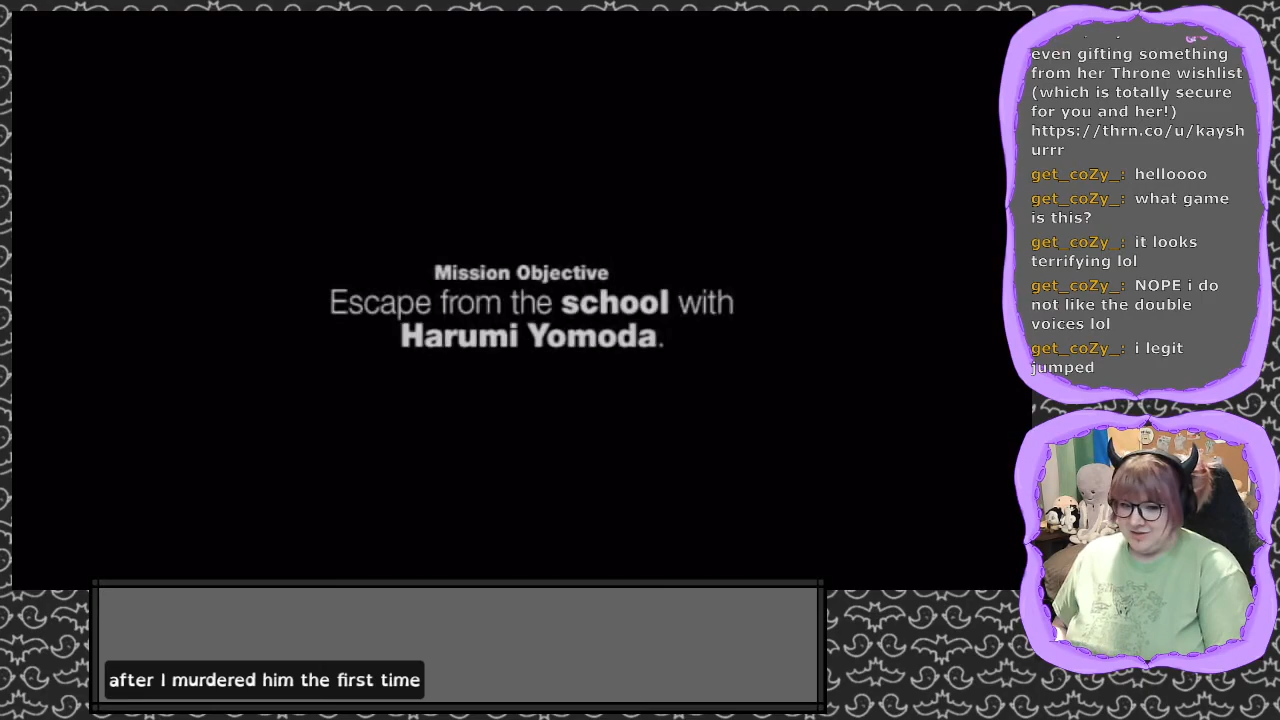 Mission Objective
Escape from the school with
Harumi Yomoda.
even gifting something
from her Throne wishlist
(which is totally secure
for you and her!)
https://thrn.co/u/kaysh
urrr
get_coZy_: helloooo
get_coZy_: what game
is this?
get_coZy_: it looks
terrifying lol
get_coZy_: NOPE i do
not like the double
voices lol
get_coZy_: i legit
jumped
after I murdered him the first time